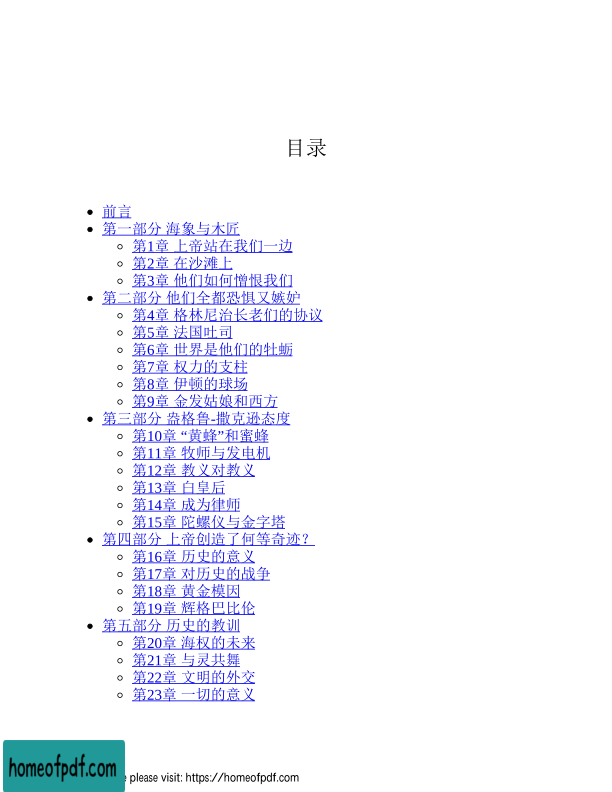 目录
前言
第一部分 海象与木匠
第1章 上帝站在我们一边
第2章 在沙滩上
第3章 他们如何憎恨我们
第二部分 他们全都恐惧又嫉妒
第4章 格林尼治长老们的协议
第5章 法国吐司
第6章 世界是他们的牡蛎
第7章 权力的支柱
第8章 伊顿的球场
第9章 金发姑娘和西方
第三部分 盎格鲁-撒克逊态度
第10章 “黄蜂”和蜜蜂
第11章 牧师与发电机
第12章 教义对教义
第13章 白皇后
第14章 成为律师
第15章 陀螺仪与金字塔
第四部分 上帝创造了何等奇迹？
第16章 历史的意义
第17章 对历史的战争
第18章 黄金模因
第19章 辉格巴比伦
第五部分 历史的教训
第20章 海权的未来
第21章 与灵共舞
第22章 文明的外交
第23章 一切的意义
homeofpdf.com
e please visit: https://homeofpdf.com